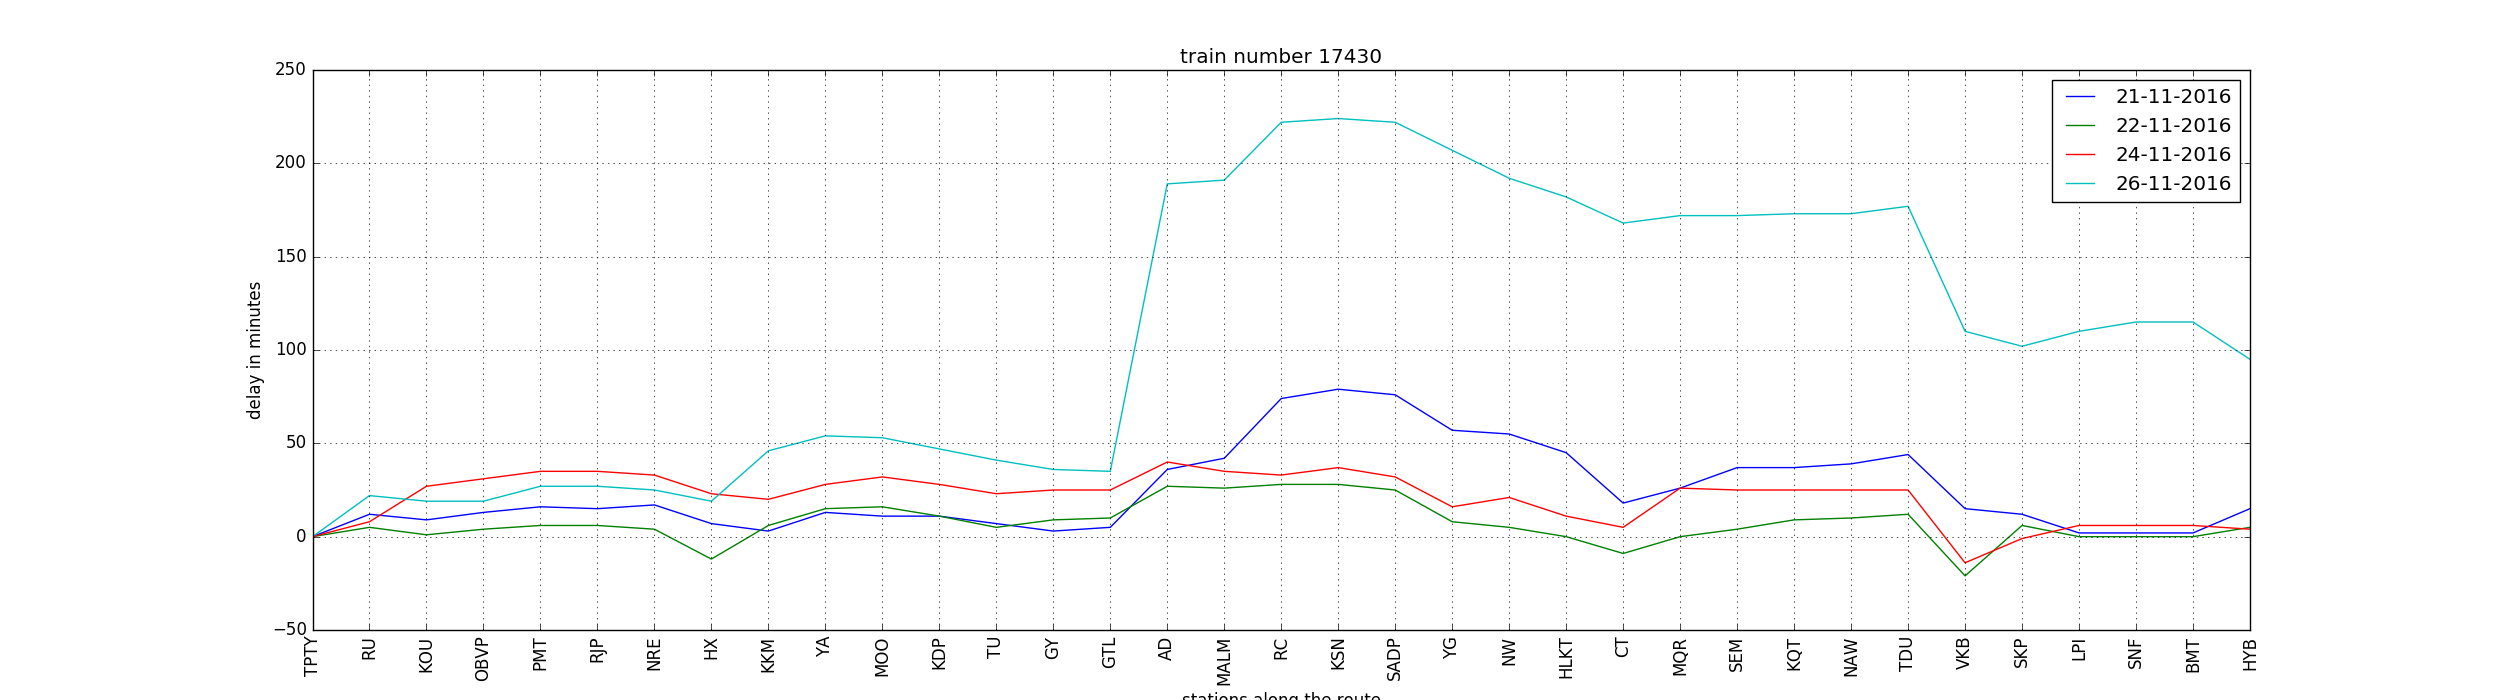 train number 17430
250
200
150
100
50
0
−50
delay in minutes
21-11-2016
22-11-2016
24-11-2016
26-11-2016
TPTY RU KOU OBVP PMT RJP NRE HX KKM YA MOO KDP TU GY GTL AD MALM RC KSN SADP YG NW HLKT CT MQR SEM KQT NAW TDU VKB SKP LPI SNF BMT HYB
stations along the route